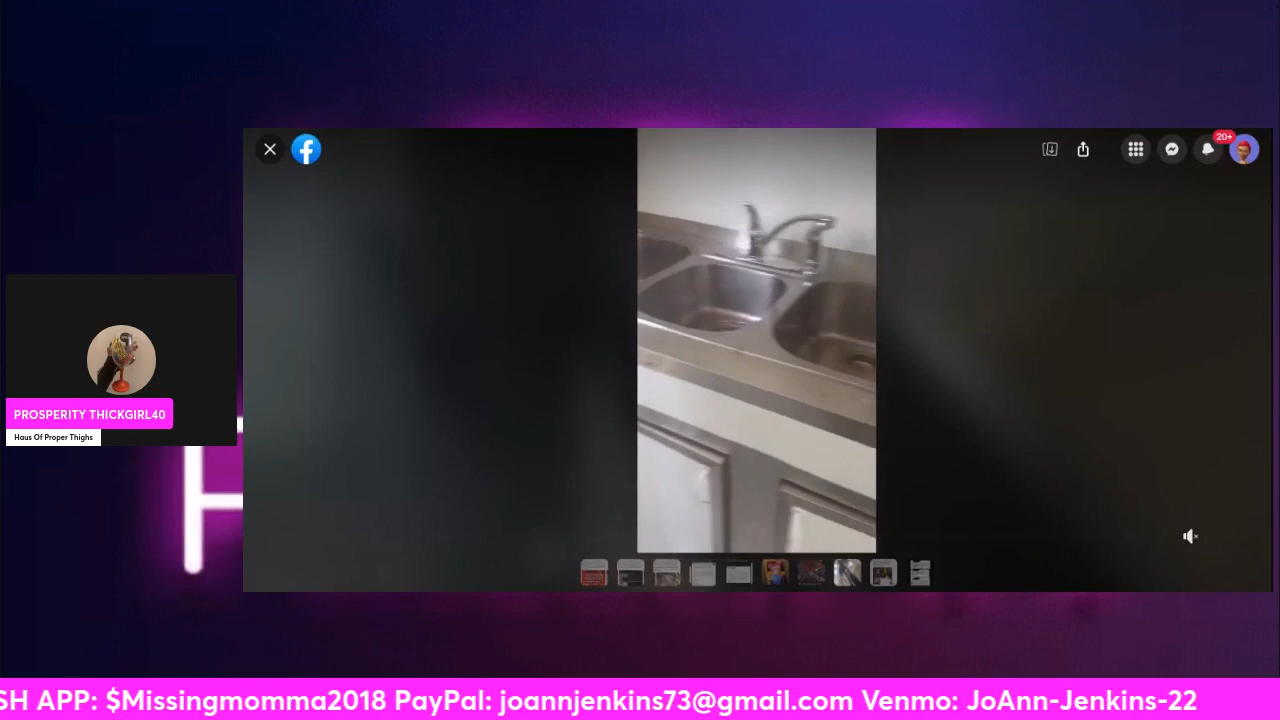 20+
PROSPERITY THICKGIRL40
Haus Of Proper Thighs
SH APP: $Missingmomma2018 PayPal: joannjenkins73@gmail.com Venmo: JoAnn-Jenkins-22